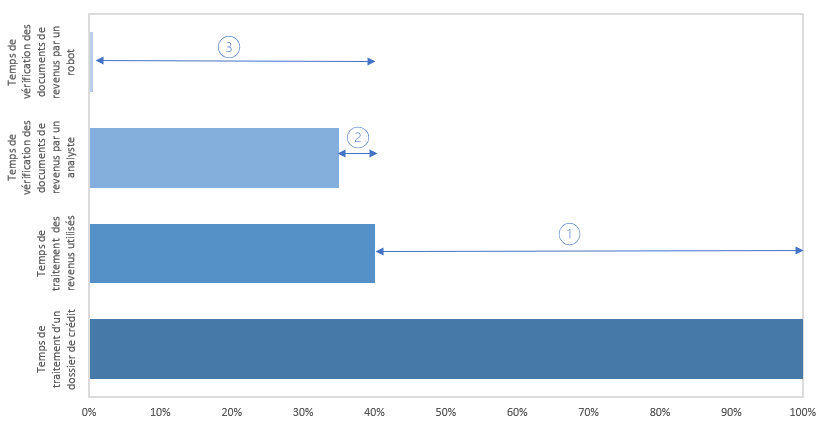 Temps de
vérification des
documents de
revenus par un
robot
3
Temps de
vérification des
documents de
revenus par un
analyste
2
Temps de
traitement des
revenus utilisés
1
Temps de
traitement d'un
dossier de crédit
0% 10% 20% 30% 40% 50% 60% 70% 80% 90% 100%